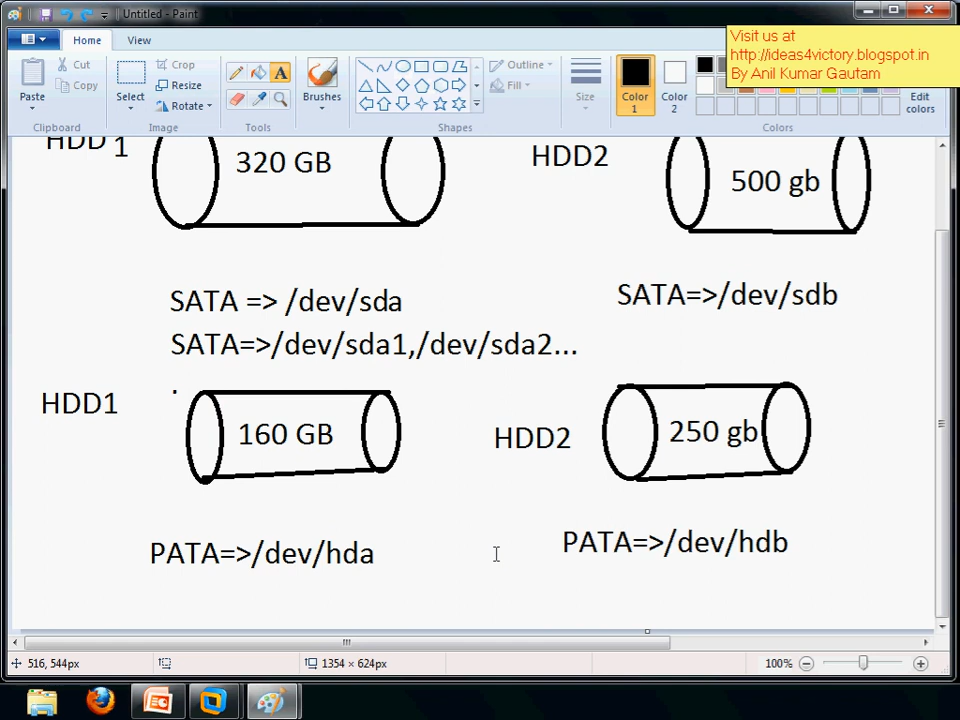 Untitled - Paint
Home
View
Visit us at
http://ideas4victory.blogspot.in
By Anil Kumar Gautam
Paste
Cut
Copy
Clipboard
Select
Crop
Resize
Rotate
Image
A
Tools
Brushes
Outline
Fill
Shapes
Size
Color
1
Color
2
Edit
colors
Colors
HDD 1
320 GB
HDD2
500 gb
SATA => /dev/sda
SATA=>/dev/sdb
SATA=>/dev/sda1,/dev/sda2...
.
HDD1
160 GB
HDD2
250 gb
PATA=>/dev/hda
PATA=>/dev/hdb
516, 544px
1354 × 624px
100%